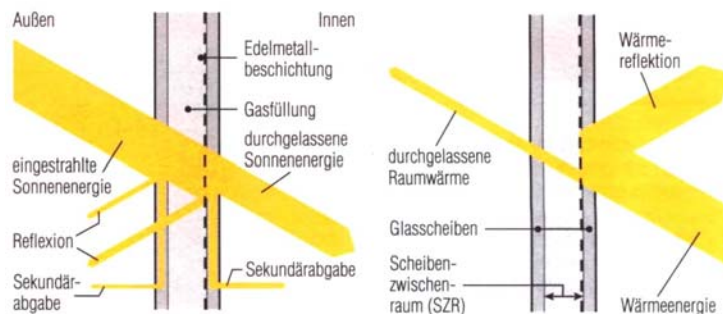 Außen
Innen
Edelmetall-
beschichtung
Gasfüllung
durchgelassene
Sonnenenergie
eingestrahlte
Sonnenenergie
Reflexion
Sekundär-
abgabe
Sekundärabgabe
Wärme-
reflektion
durchgelassene
Raumwärme
Glasscheiben
Scheiben-
zwischen-
raum (SZR)
Wärmeenergie